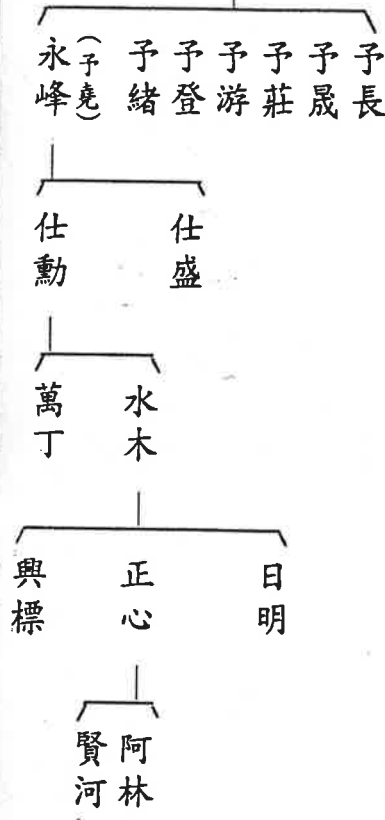 予長
予晟
予莊
予游
予登
予緒
永峰
(予堯)
仕盛
仕勳
水木
萬丁
日明
正心
興標
阿林
賢河